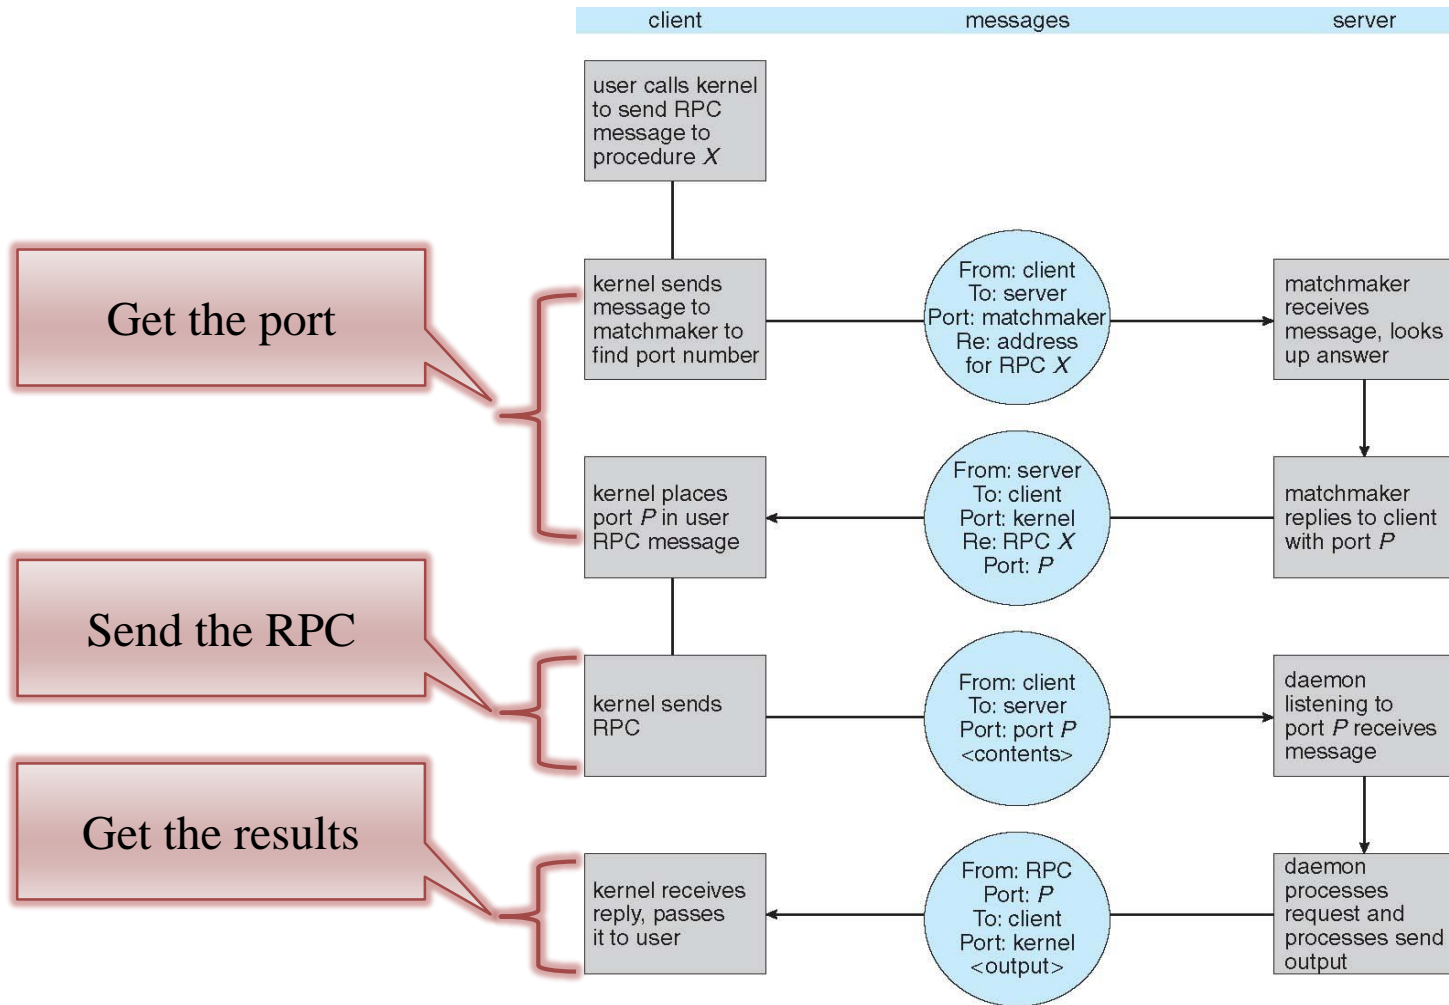 client messages server
user calls kernel
to send RPC
message to
procedure X
Get the port
kernel sends
message to
matchmaker to
find port number
From: client
To: server
Port: matchmaker
Re: address
for RPC X
matchmaker
receives
message, looks
up answer
kernel places
port P in user
RPC message
From: server
To: client
Port: kernel
Re: RPC X
Port: P
matchmaker
replies to client
with port P
Send the RPC
kernel sends
RPC
From: client
To: server
Port: port P
<contents>
daemon
listening to
port P receives
message
Get the results
kernel receives
reply, passes
it to user
From: RPC
Port: P
To: client
Port: kernel
<output>
daemon
processes
request and
processes send
output